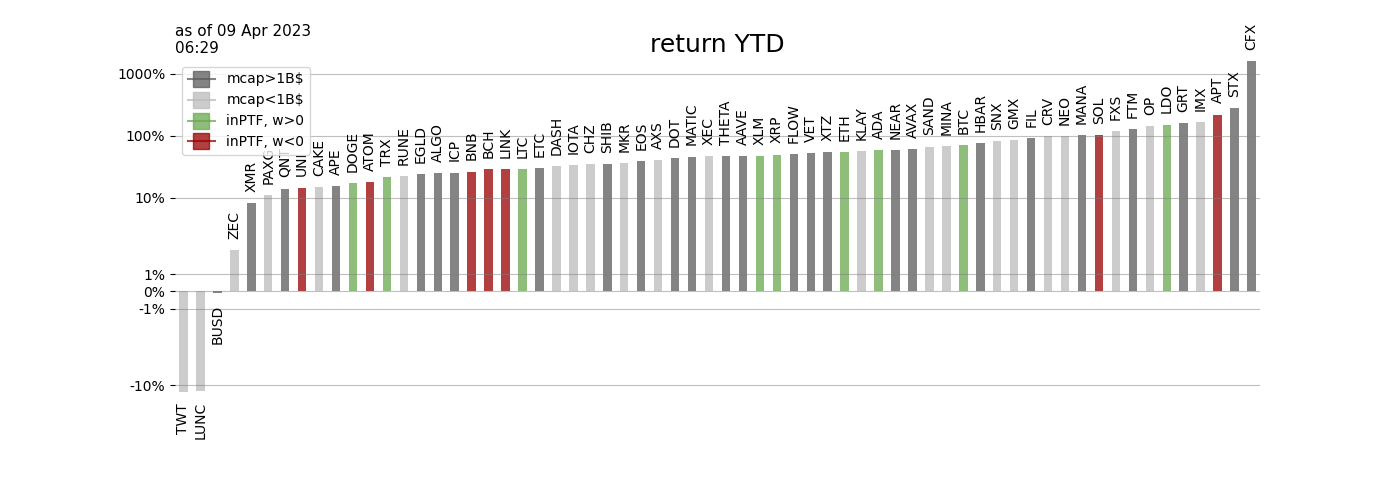 as of 09 Apr 2023
06:29
return YTD
mcap>1B$
mcap<1B$
inPTF, w>0
inPTF, w<0
1000%
100%
10%
1%
0%
-1%
-10%
TWT
LUNC
BUSD
ZEC
XMR
PAXG
QNT
UNI
CAKE
APE
DOGE
ATOM
TRX
RUNE
EGLD
ALGO
ICP
BNB
BCH
LINK
LTC
ETC
DASH
IOTA
CHZ
SHIB
MKR
EOS
AXS
DOT
MATIC
XEC
THETA
AAVE
XLM
XRP
FLOW
VET
XTZ
ETH
KLAY
ADA
NEAR
AVAX
SAND
MINA
BTC
HBAR
SNX
GMX
FIL
CRV
NEO
MANA
SOL
FXS
FTM
OP
LDO
GRT
IMX
APT
STX
CFX